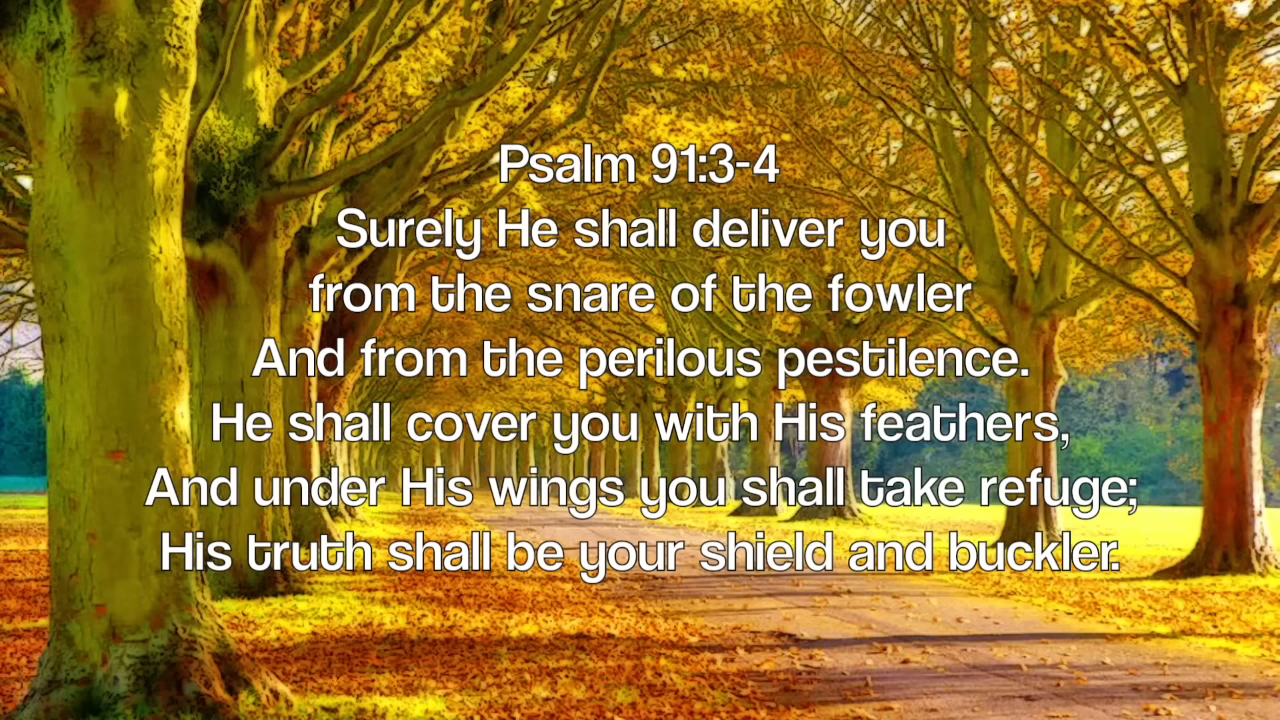 Psalm 91:3-4
Surely He shall deliver you
from the snare of the fowler
And from the perilous pestilence.
He shall cover you with His feathers,
And under His wings you shall take refuge;
His truth shall be your shield and buckler.